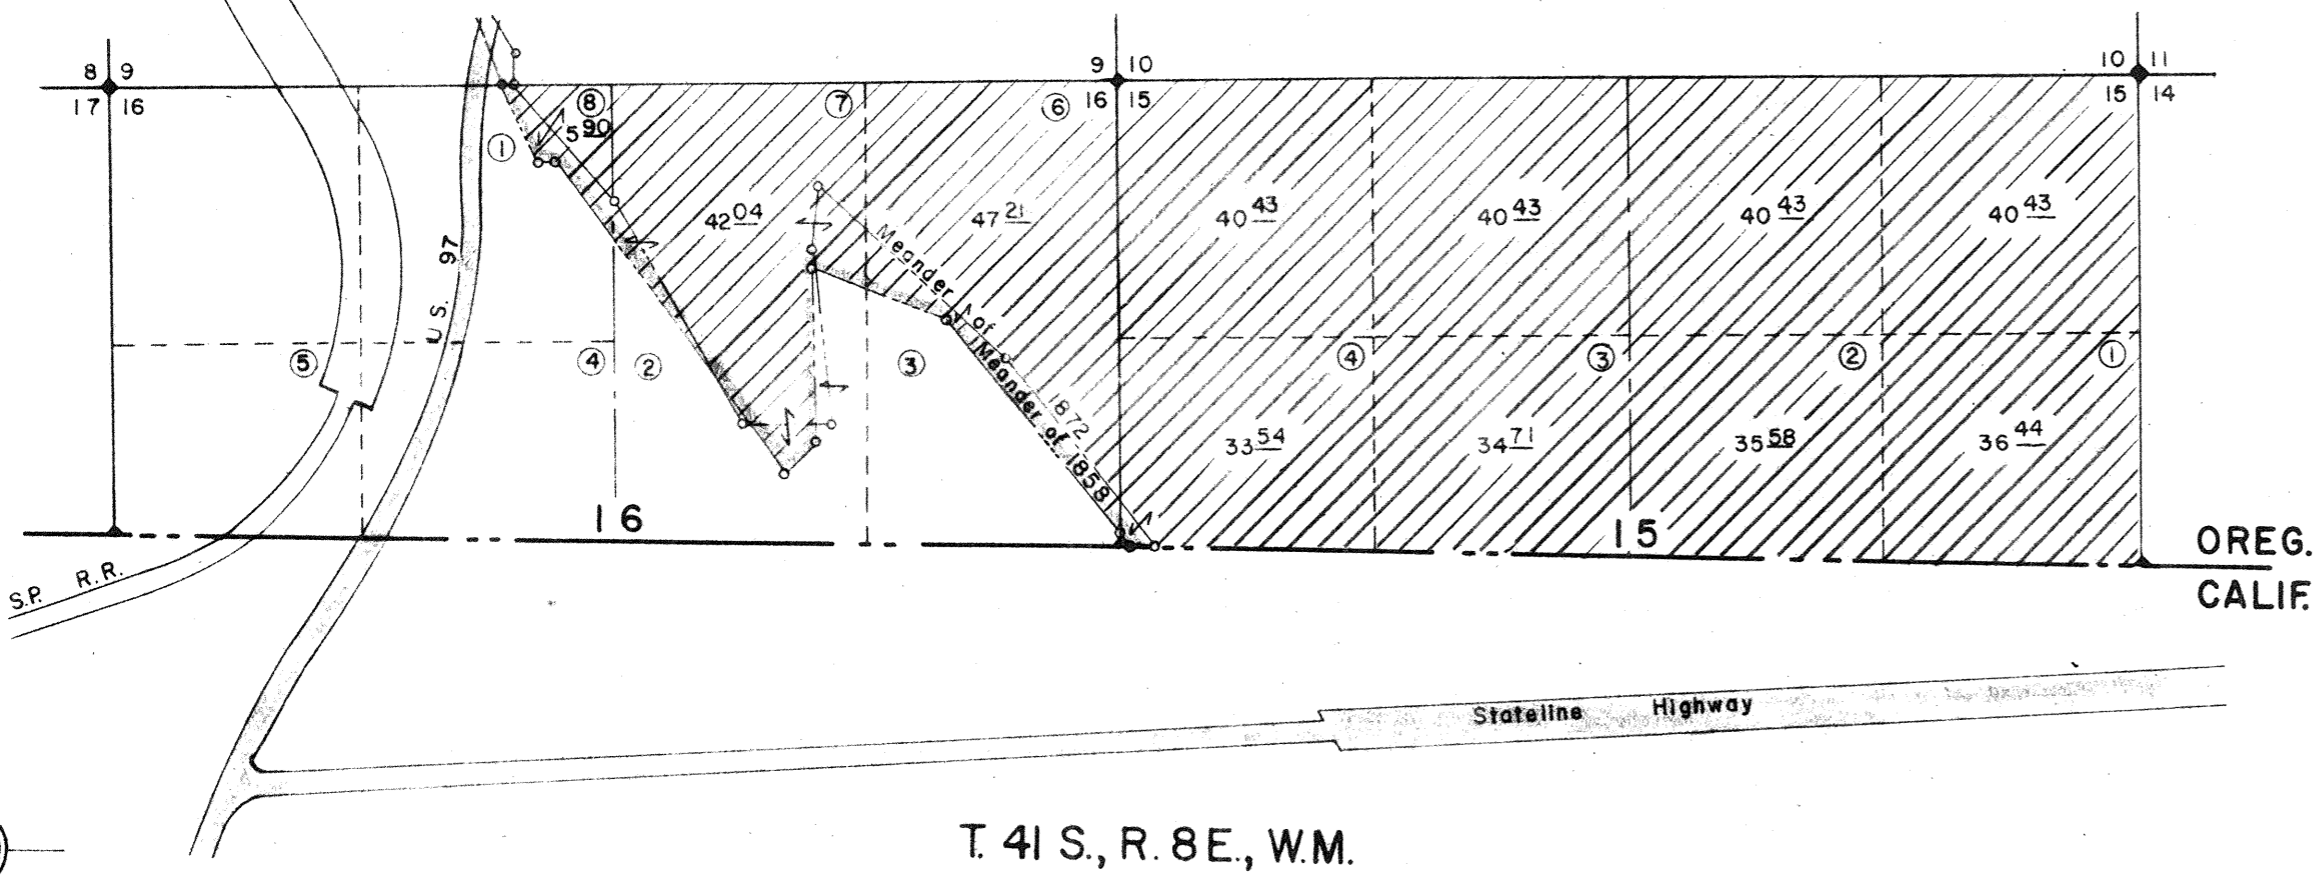 8 9
17 16
9 10
16 15
10 11
15 14
① ⑧ ⑦ ⑥
5 90
42 04
47 21
40 43
40 43
40 43
40 43
U.S. 97
Meander of 1872
Meander of 1858
⑤ ④ ② ③ ④ ③ ② ①
33 54
34 71
35 58
36 44
16
15
OREG.
CALIF.
S.P. R.R.
Stateline Highway
T. 41 S., R. 8 E., W.M.